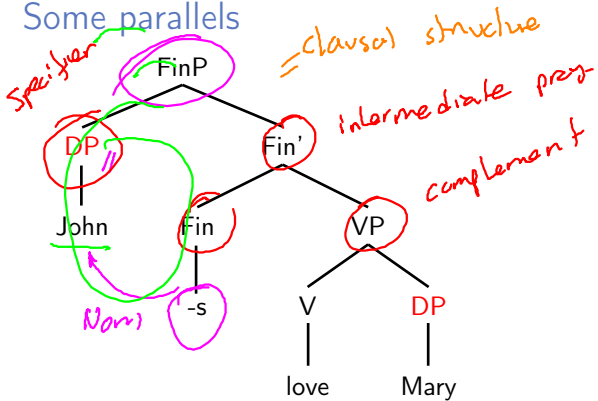 Some parallels
Specifier
FinP
= clausal structure
DP
Fin'
intermediate proj
John
Fin
VP
complement
Nom
-s
V
DP
love
Mary